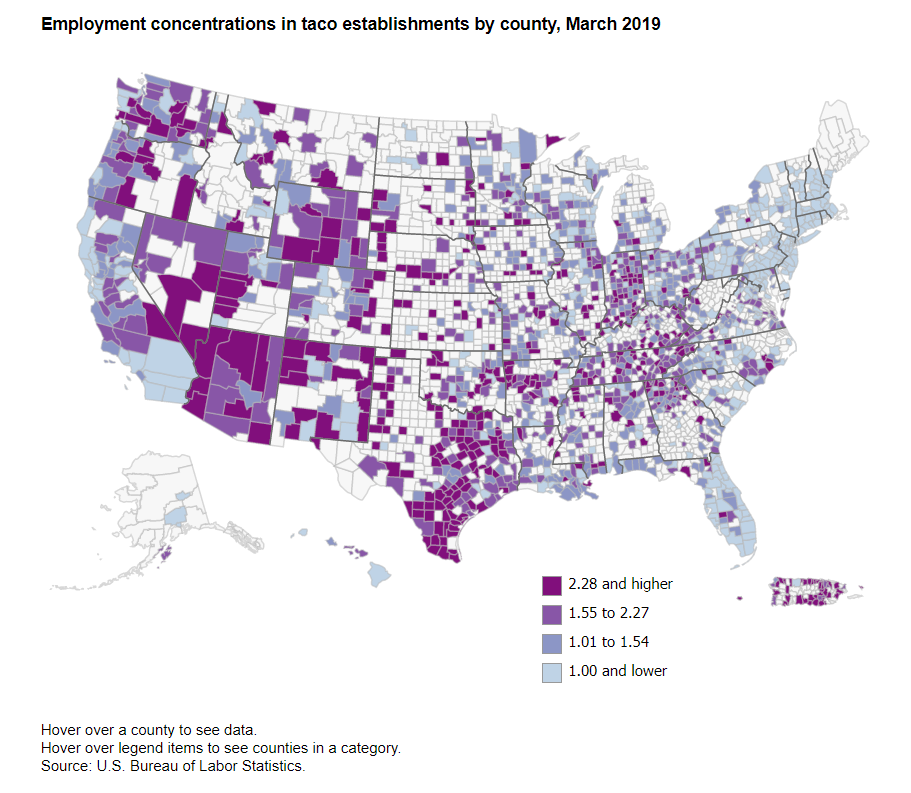 Employment concentrations in taco establishments by county, March 2019
2.28 and higher
1.55 to 2.27
1.01 to 1.54
1.00 and lower
Hover over a county to see data.
Hover over legend items to see counties in a category.
Source: U.S. Bureau of Labor Statistics.